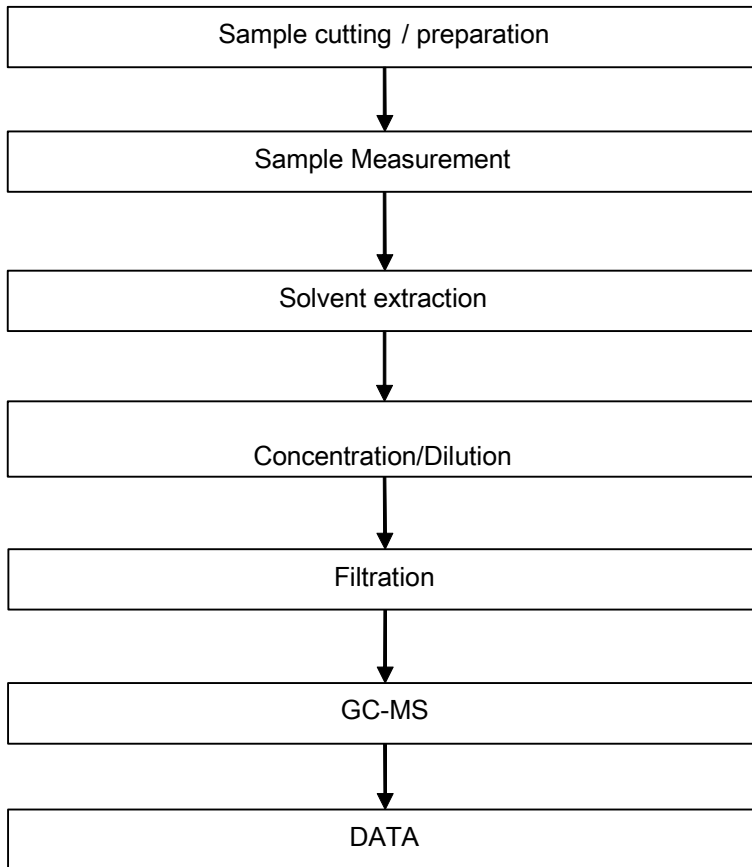 Sample cutting / preparation
Sample Measurement
Solvent extraction
Concentration/Dilution
Filtration
GC-MS
DATA